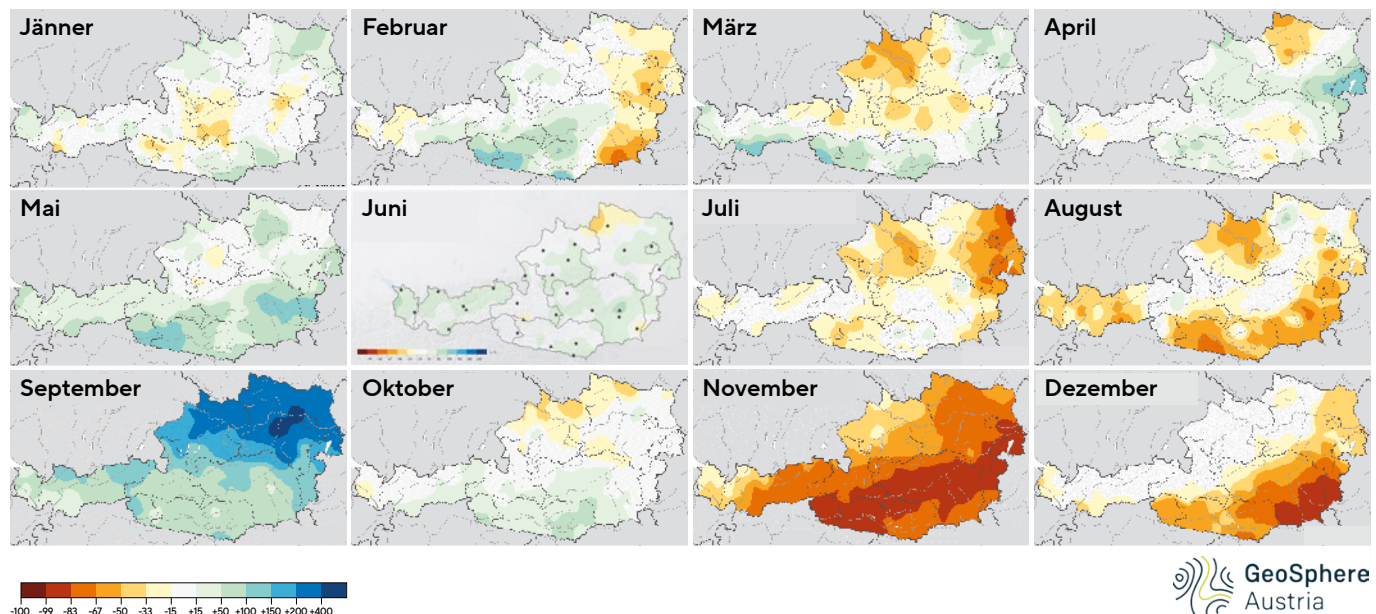 Jänner Februar März April
Mai Juni Juli August
September Oktober November Dezember
-100 -99 -83 -67 -50 -33 -15 +15 +50 +100 +150 +200 +400
GeoSphere
Austria